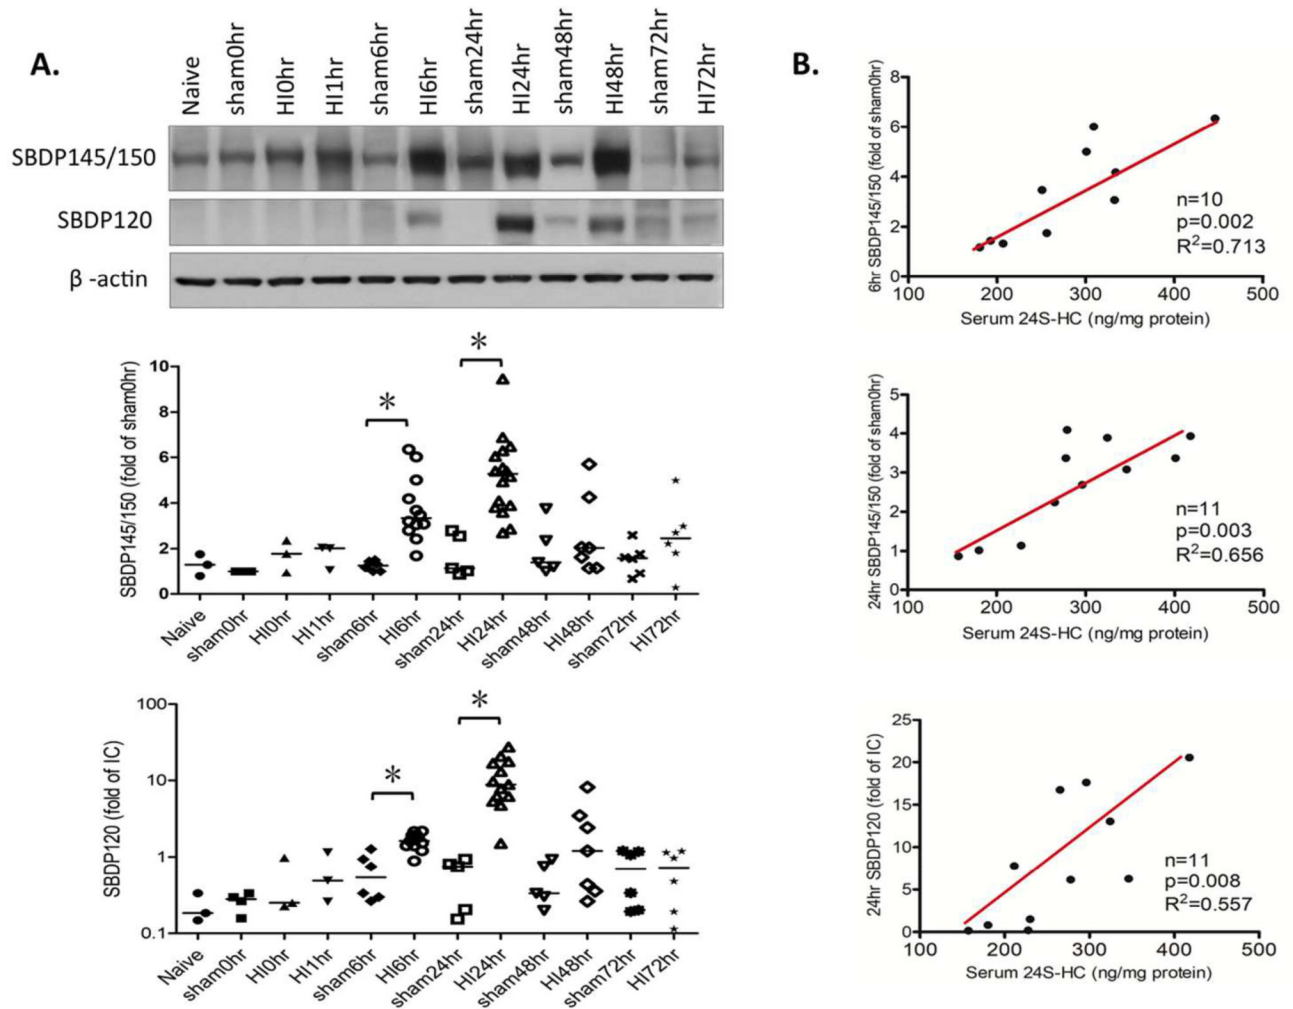 A.
Naive
sham0hr
HI0hr
HI1hr
sham6hr
HI6hr
sham24hr
HI24hr
sham48hr
HI48hr
sham72hr
HI72hr
SBDP145/150
SBDP120
β -actin
SBDP145/150 (fold of sham0hr)
10
8
6
4
2
0
*
*
Naive
sham0hr
HI0hr
HI1hr
sham6hr
HI6hr
sham24hr
HI24hr
sham48hr
HI48hr
sham72hr
HI72hr
SBDP120 (fold of IC)
100
10
1
0.1
*
*
Naive
sham0hr
HI0hr
HI1hr
sham6hr
HI6hr
sham24hr
HI24hr
sham48hr
HI48hr
sham72hr
HI72hr
B.
6hr SBDP145/150 (fold of sham0hr)
8
6
4
2
0
n=10
p=0.002
R²=0.713
100 200 300 400 500
Serum 24S-HC (ng/mg protein)
24hr SBDP145/150 (fold of sham0hr)
5
4
3
2
1
0
n=11
p=0.003
R²=0.656
100 200 300 400 500
Serum 24S-HC (ng/mg protein)
24hr SBDP120 (fold of IC)
25
20
15
10
5
0
n=11
p=0.008
R²=0.557
100 200 300 400 500
Serum 24S-HC (ng/mg protein)